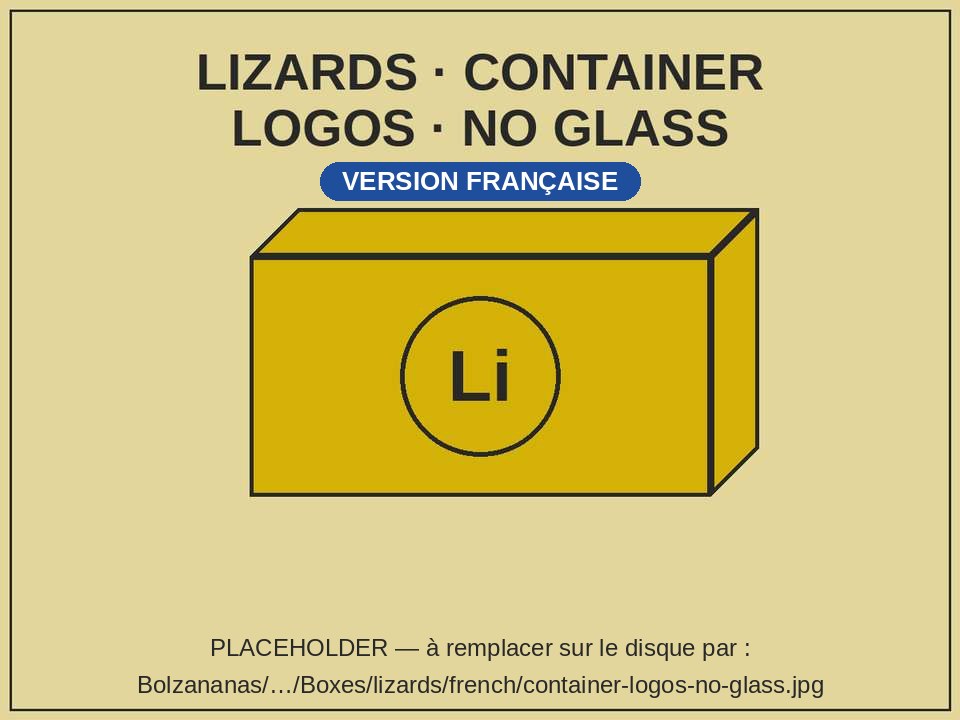 LIZARDS · CONTAINER
LOGOS · NO GLASS
VERSION FRANÇAISE
Li
PLACEHOLDER — à remplacer sur le disque par :
Bolzananas/…/Boxes/lizards/french/container-logos-no-glass.jpg